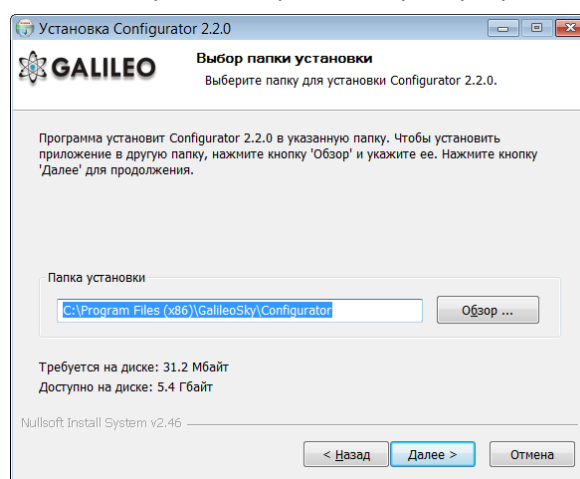 Установка Configurator 2.2.0
GALILEO
Выбор папки установки
Выберите папку для установки Configurator 2.2.0.
Программа установит Configurator 2.2.0 в указанную папку. Чтобы установить
приложение в другую папку, нажмите кнопку 'Обзор' и укажите ее. Нажмите кнопку
'Далее' для продолжения.
Папка установки
C:\Program Files (x86)\GalileoSky\Configurator
Обзор ...
Требуется на диске: 31.2 Мбайт
Доступно на диске: 5.4 Гбайт
Nullsoft Install System v2.46
< Назад
Далее >
Отмена